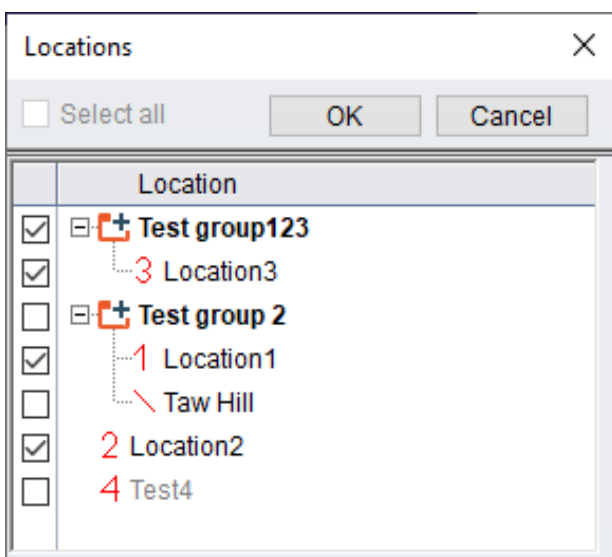 Locations
Select all OK Cancel
Location
Test group123
3 Location3
Test group 2
1 Location1
Taw Hill
2 Location2
4 Test4